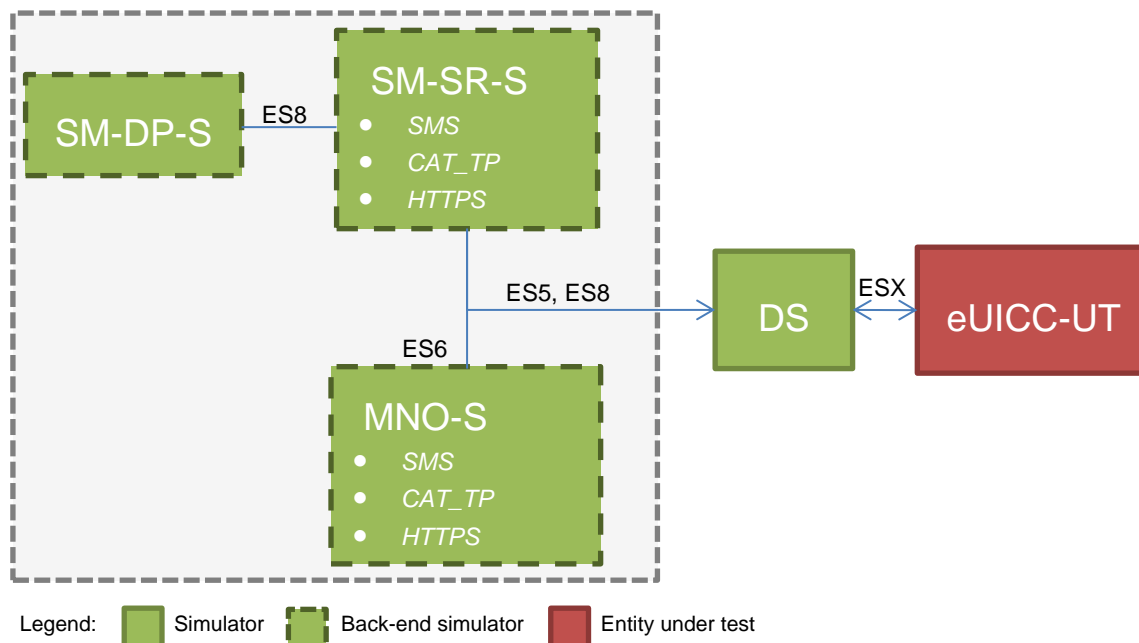 SM-DP-S
ES8
SM-SR-S
● SMS
● CAT_TP
● HTTPS
ES5, ES8
ES6
DS
ESX
eUICC-UT
MNO-S
● SMS
● CAT_TP
● HTTPS
Legend: Simulator Back-end simulator Entity under test